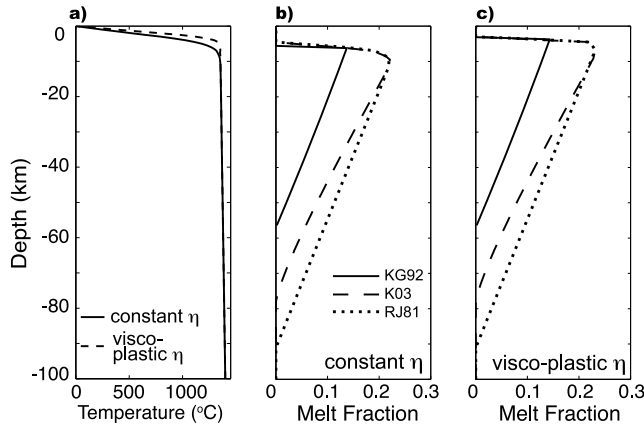 a)
b)
c)
0
-20
-40
-60
-80
-100
Depth (km)
constant η
visco-
plastic η
KG92
K03
RJ81
constant η
visco-plastic η
0 500 1000
0 0.1 0.2 0.3
0 0.1 0.2 0.3
Temperature (°C)
Melt Fraction
Melt Fraction